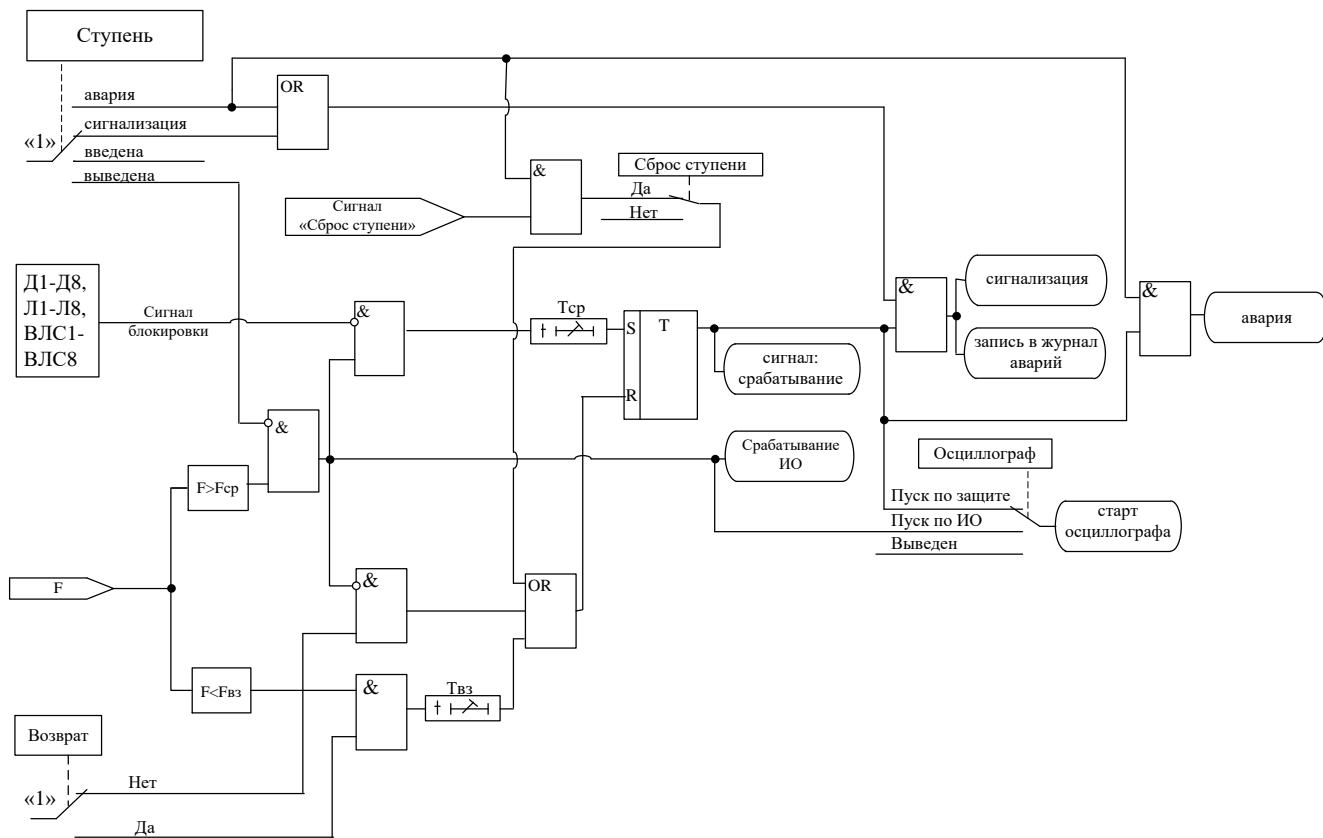 Ступень
авария
OR
сигнализация
«1»
введена
выведена
&
Сброс ступени
Да
Нет
Сигнал
«Сброс ступени»
Д1-Д8,
Л1-Л8,
ВЛС1-
ВЛС8
Сигнал
блокировки
&
Тср
S
T
R
сигнал:
срабатывание
&
сигнализация
запись в журнал
аварий
&
авария
&
F>Fср
Срабатывание
ИО
Осциллограф
Пуск по защите
Пуск по ИО
Выведен
старт
осциллографа
F
&
OR
F<Fвз
&
Твз
Возврат
«1»
Нет
Да